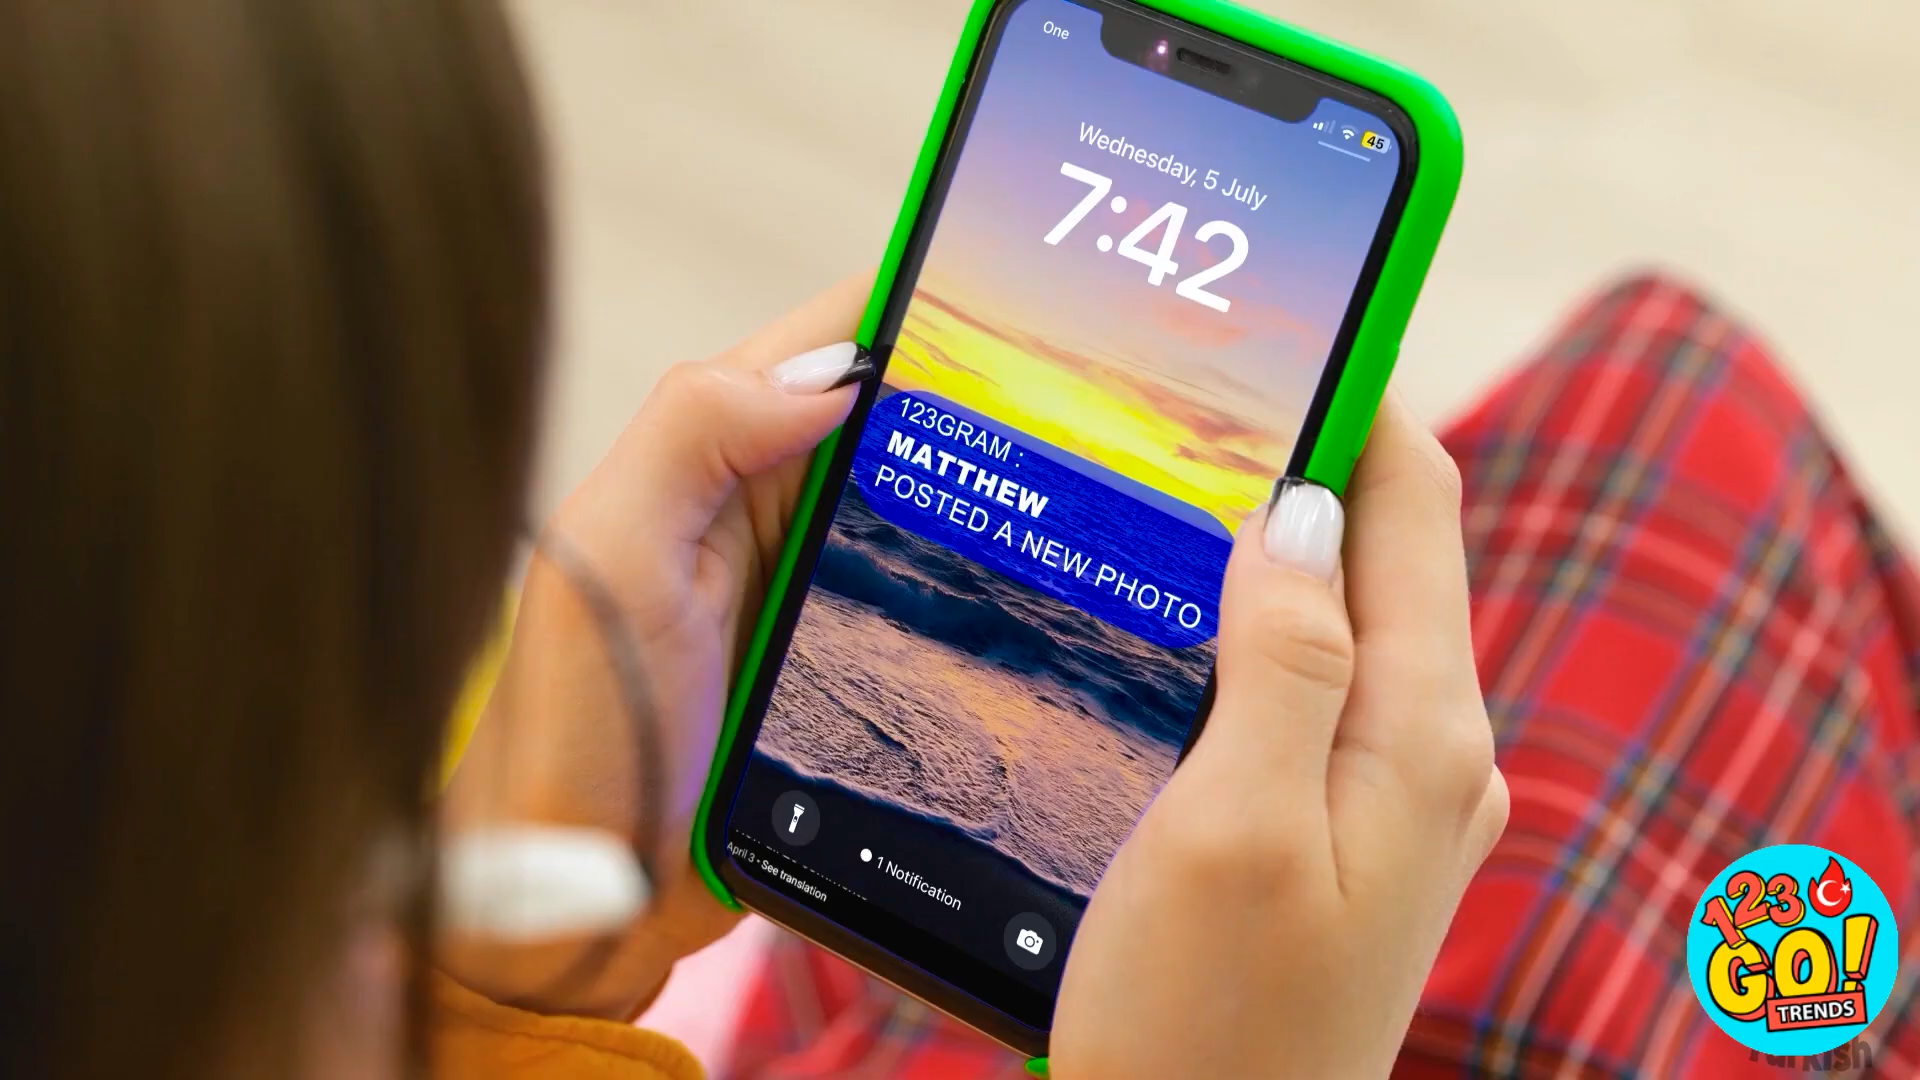 One
45
Wednesday, 5 July
7:42
123GRAM :
MATTHEW
POSTED A NEW PHOTO
1 Notification
April 3 • See translation
123
GO!
TRENDS
Turkish